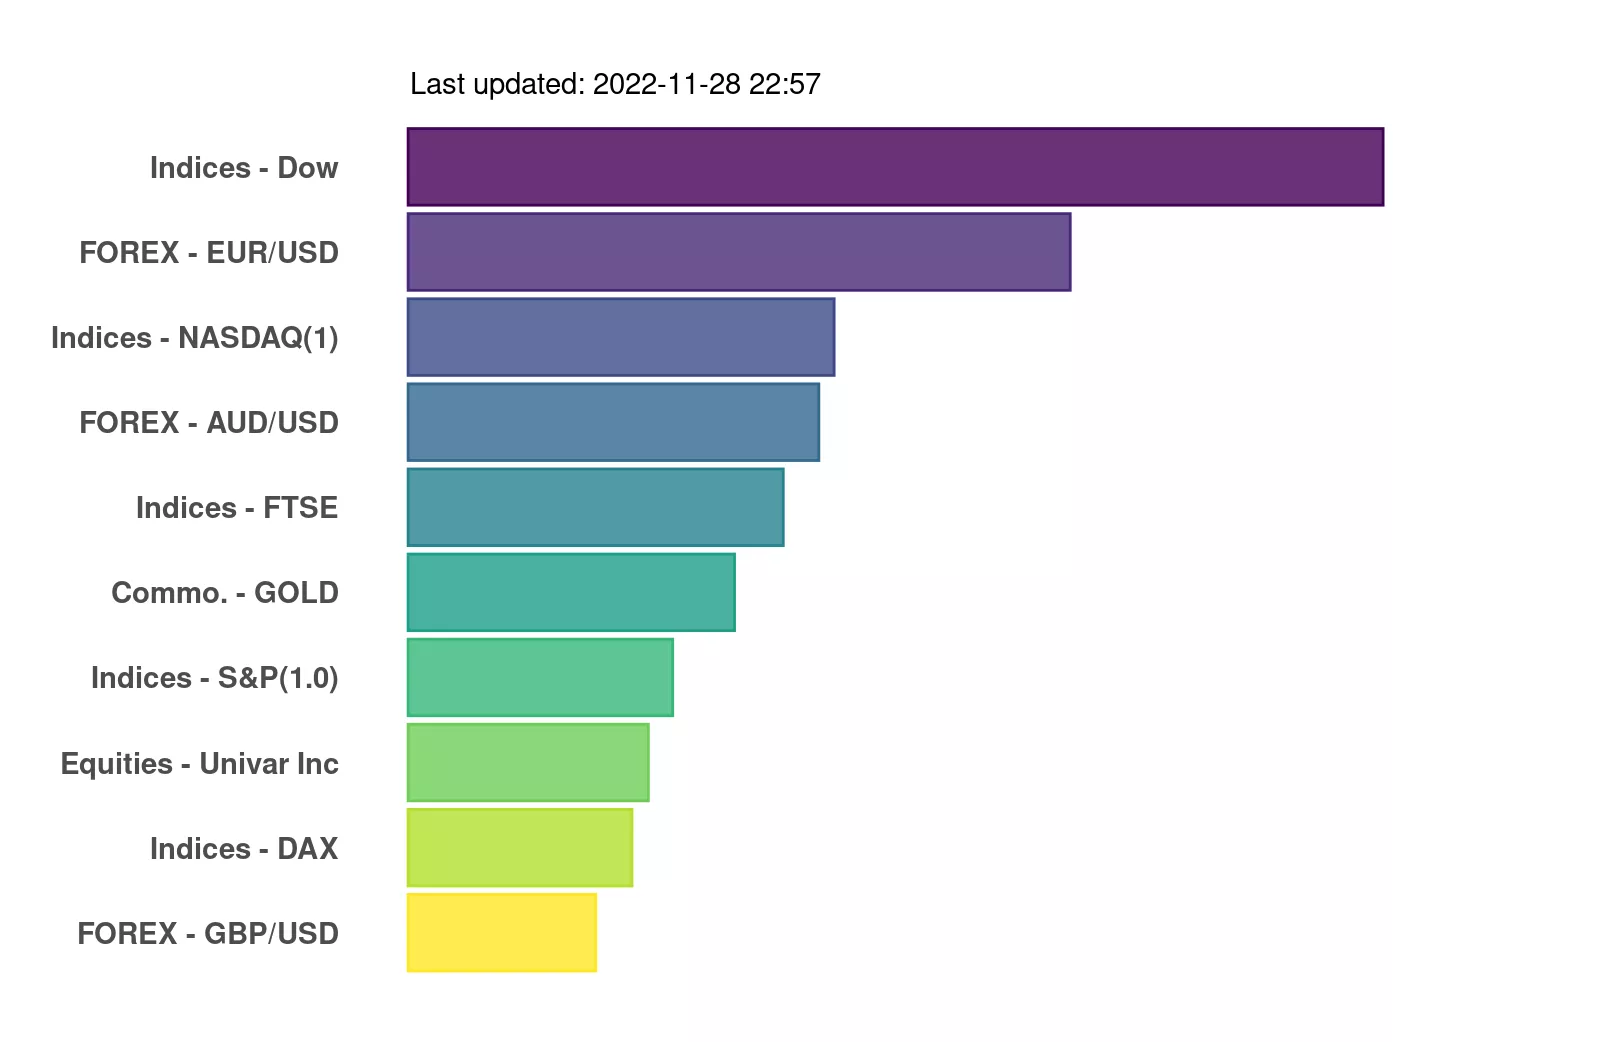 Last updated: 2022-11-28 22:57
Indices - Dow
FOREX - EUR/USD
Indices - NASDAQ(1)
FOREX - AUD/USD
Indices - FTSE
Commo. - GOLD
Indices - S&P(1.0)
Equities - Univar Inc
Indices - DAX
FOREX - GBP/USD